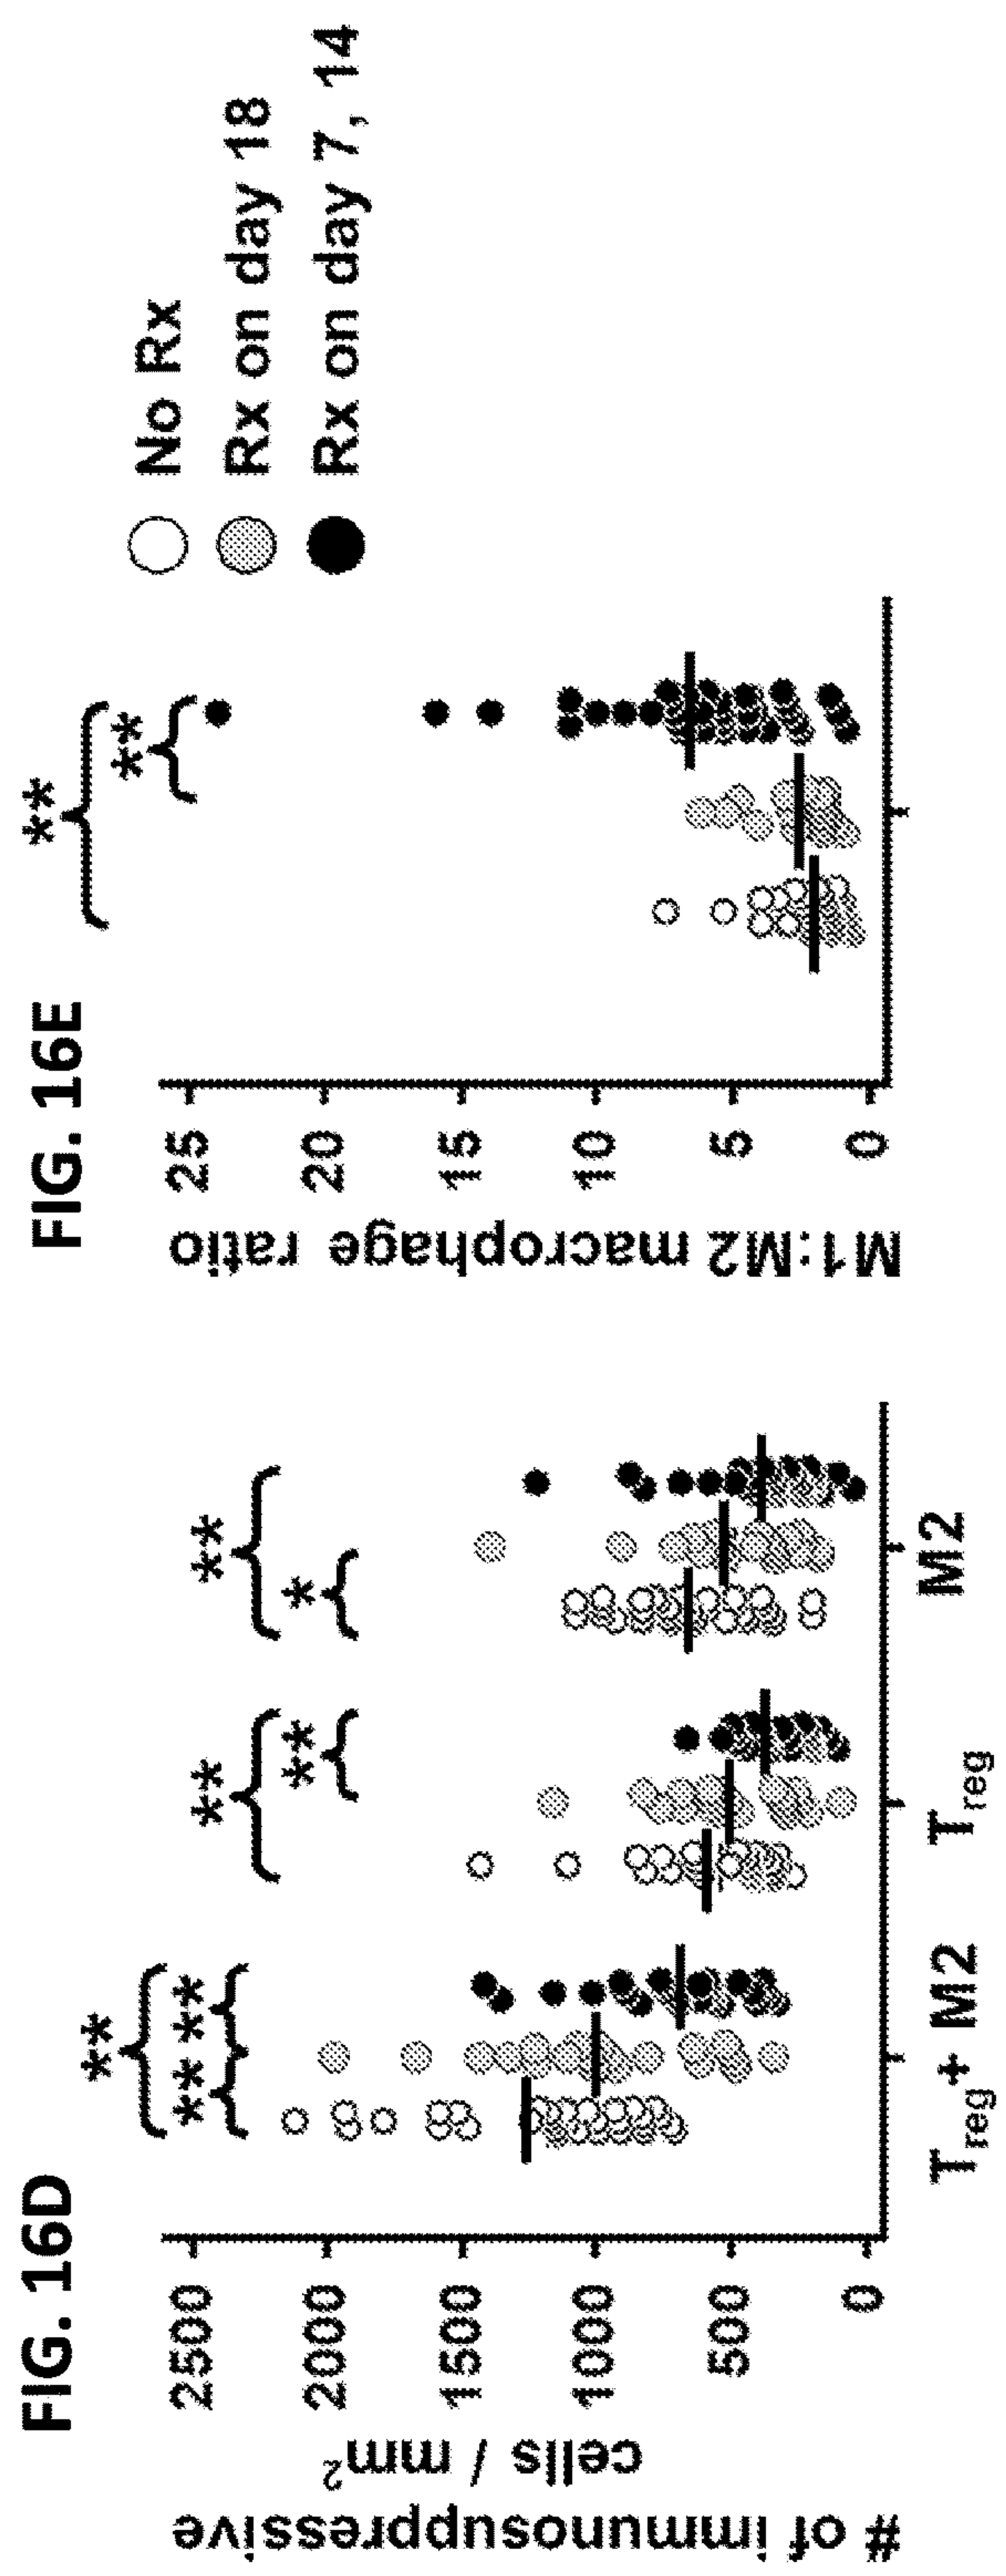 FIG. 16D
# of immunosuppressive
cells / mm²
2500
2000
1500
1000
500
0
**
** **
**
**
**
*
Treg + M2
Treg
M2
FIG. 16E
M1:M2 macrophage ratio
25
20
15
10
5
0
**
**
No Rx
Rx on day 18
Rx on day 7, 14